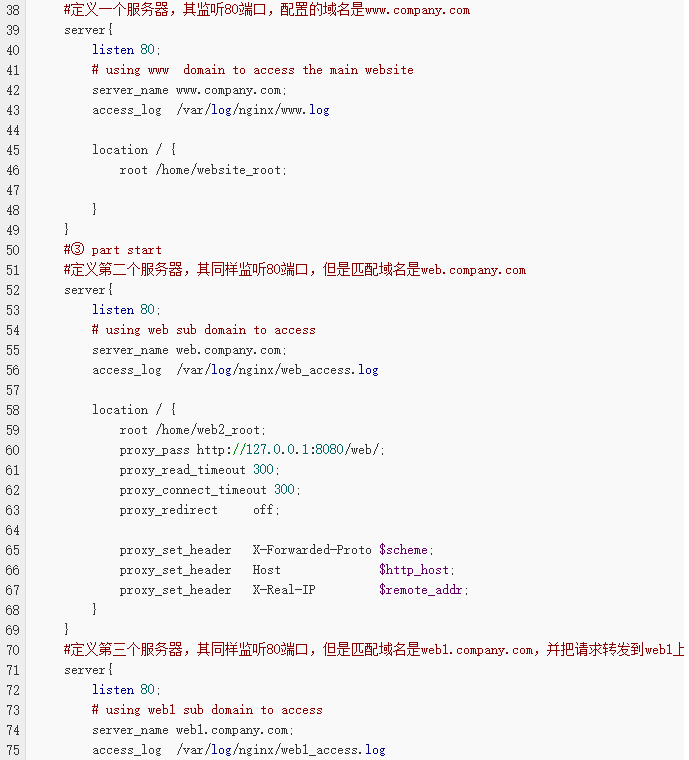 38 #定义一个服务器，其监听80端口，配置的域名是www.company.com
39 server{
40 listen 80;
41 # using www  domain to access the main website
42 server_name www.company.com;
43 access_log  /var/log/nginx/www.log
44
45 location / {
46 root /home/website_root;
47
48 }
49 }
50 #③ part start
51 #定义第二个服务器，其同样监听80端口，但是匹配域名是web.company.com
52 server{
53 listen 80;
54 # using web sub domain to access
55 server_name web.company.com;
56 access_log  /var/log/nginx/web_access.log
57
58 location / {
59 root /home/web2_root;
60 proxy_pass http://127.0.0.1:8080/web/;
61 proxy_read_timeout 300;
62 proxy_connect_timeout 300;
63 proxy_redirect     off;
64
65 proxy_set_header   X-Forwarded-Proto $scheme;
66 proxy_set_header   Host              $http_host;
67 proxy_set_header   X-Real-IP         $remote_addr;
68 }
69 }
70 #定义第三个服务器，其同样监听80端口，但是匹配域名是web1.company.com，并把请求转发到web1上
71 server{
72 listen 80;
73 # using web1 sub domain to access
74 server_name web1.company.com;
75 access_log  /var/log/nginx/web1_access.log